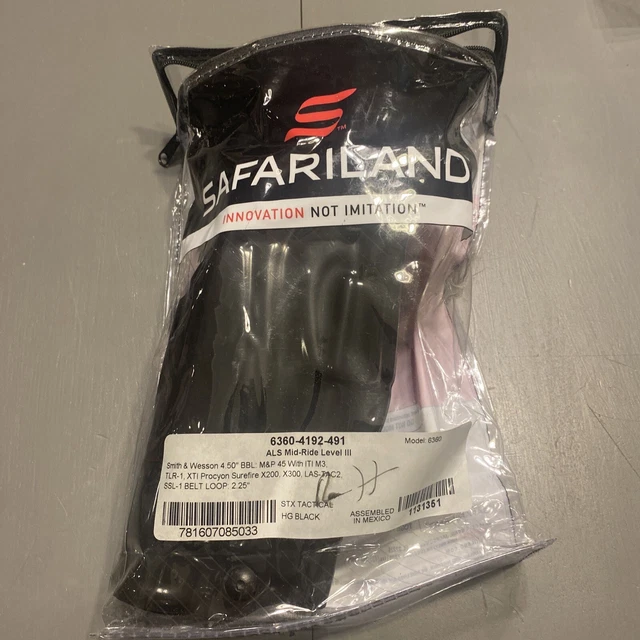 SAFARILAND
INNOVATION NOT IMITATION™
6360-4192-491
ALS Mid-Ride Level III
Model: 6360
Smith & Wesson 4.50" BBL: M&P 45 With ITI M3,
TLR-1, XTI Procyon Surefire X200, X300, LAS-TAC2,
SSL-1 BELT LOOP: 2.25"
STX TACTICAL
HG BLACK
ASSEMBLED
IN MEXICO
781607085033
1131351